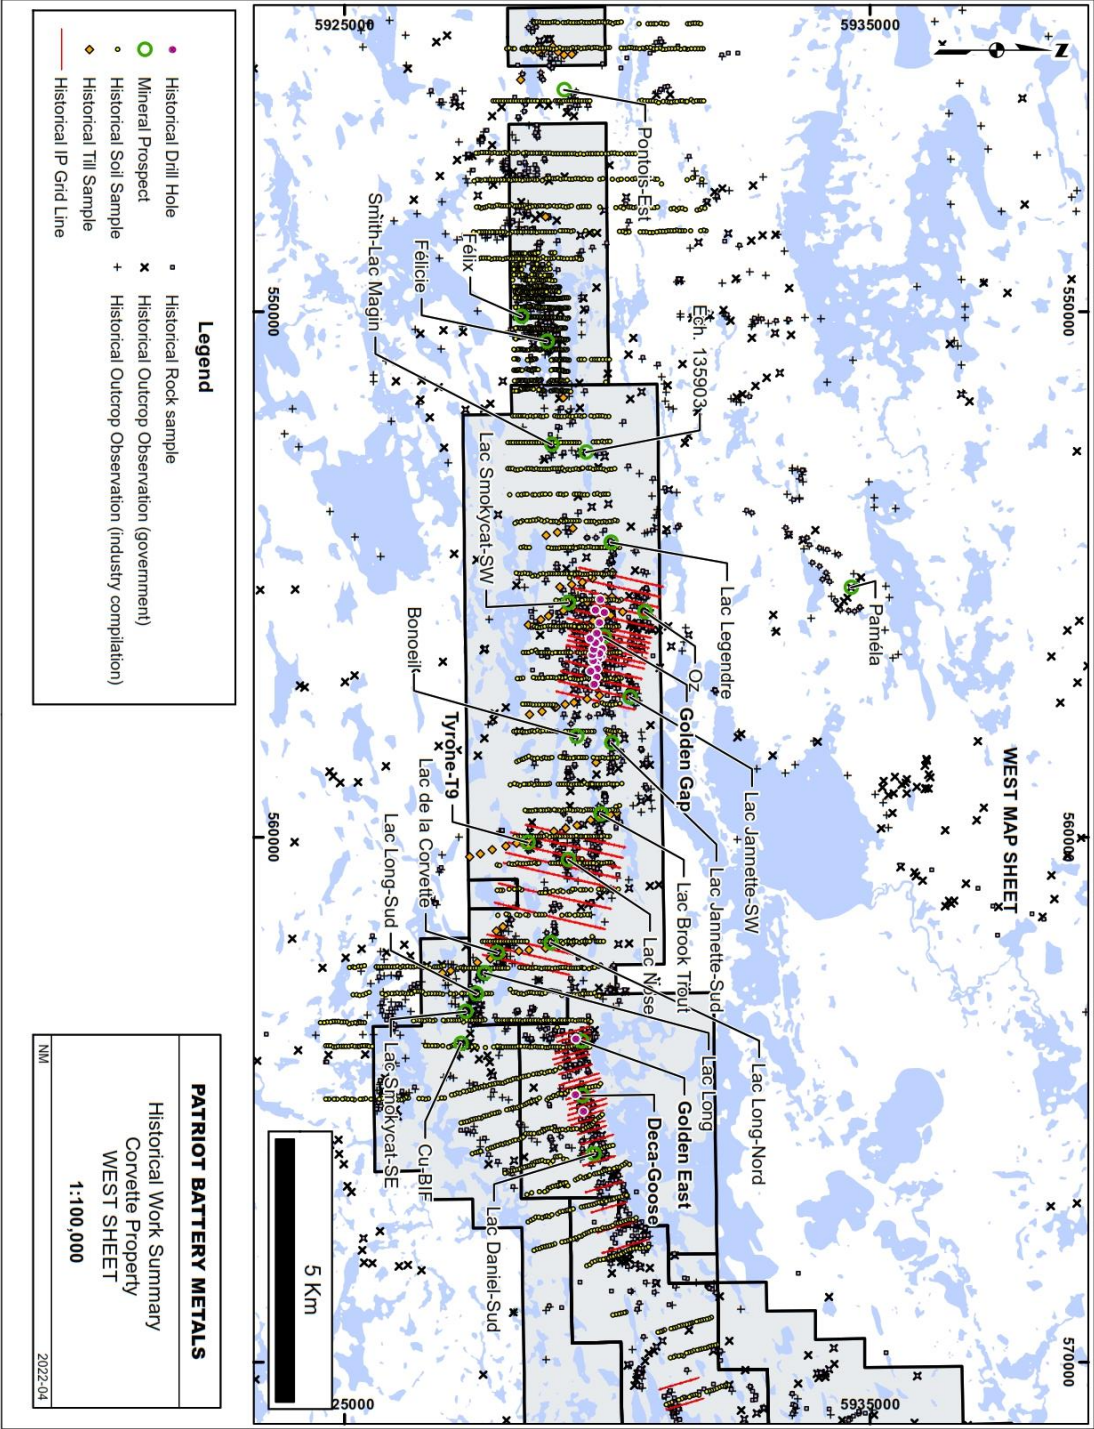 5925000
5935000
N
550000
550000
Pontois-Est
Félix
Félicie
Smith-Lac Magin
Éch. 135903
Lac Smokycat-SW
Bonoeil
Tyrone-T9
Lac de la Corvette
Lac Long-Sud
Lac Legendre
Oz
Golden Gap
Lac Jannette-SW
Lac Jannette-Sud
Lac Brook Trout
Lac Nisse
Paméla
WEST MAP SHEET
560000
560000
Lac Long-Nord
Lac Long
Golden East
Deca-Goose
Lac Smokycat-SE
Cu-BIF
Lac Daniel-Sud
570000
5 Km
25000
5935000
Legend
Historical Drill Hole
Mineral Prospect
Historical Soil Sample
Historical Till Sample
Historical IP Grid Line
Historical Rock sample
Historical Outcrop Observation (government)
Historical Outcrop Observation (industry compilation)
PATRIOT BATTERY METALS
Historical Work Summary
Corvette Property
WEST SHEET
1:100,000
NM
2022-04